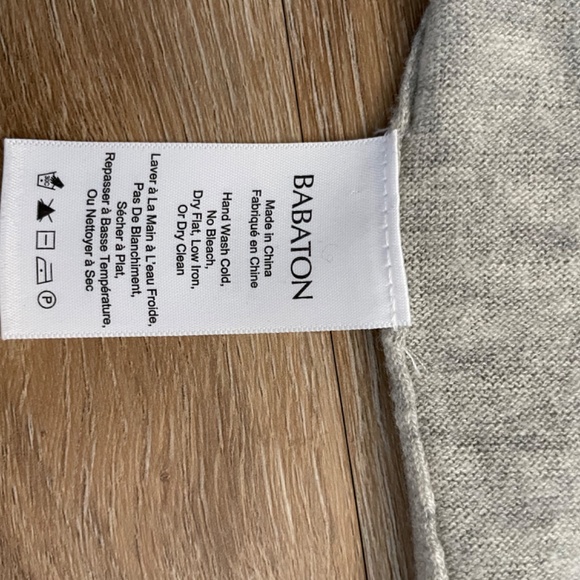 BABATON
Made in China
Fabriqué en Chine
Hand Wash Cold,
No Bleach,
Dry Flat, Low Iron,
Or Dry Clean
Laver à La Main à L'eau Froide,
Pas De Blanchiment,
Sécher à Plat,
Repasser à Basse Température,
Ou Nettoyer à Sec
P